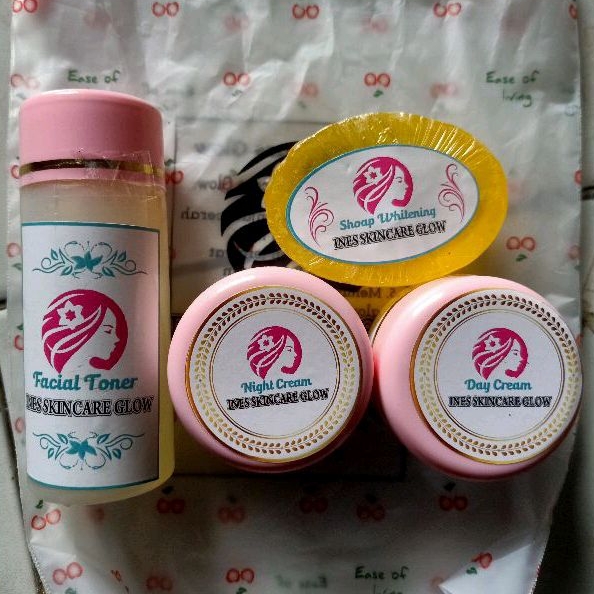 Ease of
Ease of
living
Shoap Whitening
INES SKINCARE GLOW
Facial Toner
INES SKINCARE GLOW
Night Cream
INES SKINCARE GLOW
Day Cream
INES SKINCARE GLOW
Ease of